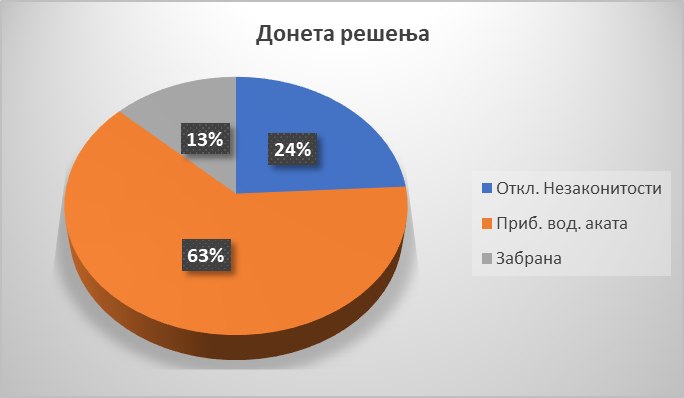 Донета решења
13%
24%
63%
Откл. Незаконитости
Приб. вод. аката
Забрана